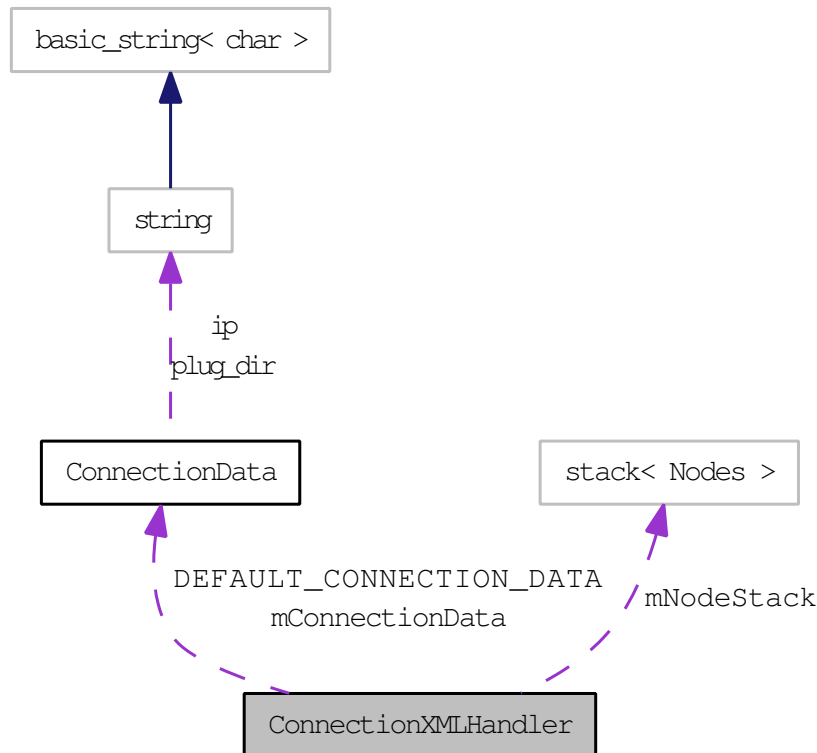 basic_string< char >
string
ip
plug_dir
ConnectionData
stack< Nodes >
DEFAULT_CONNECTION_DATA
mConnectionData
mNodeStack
ConnectionXMLHandler